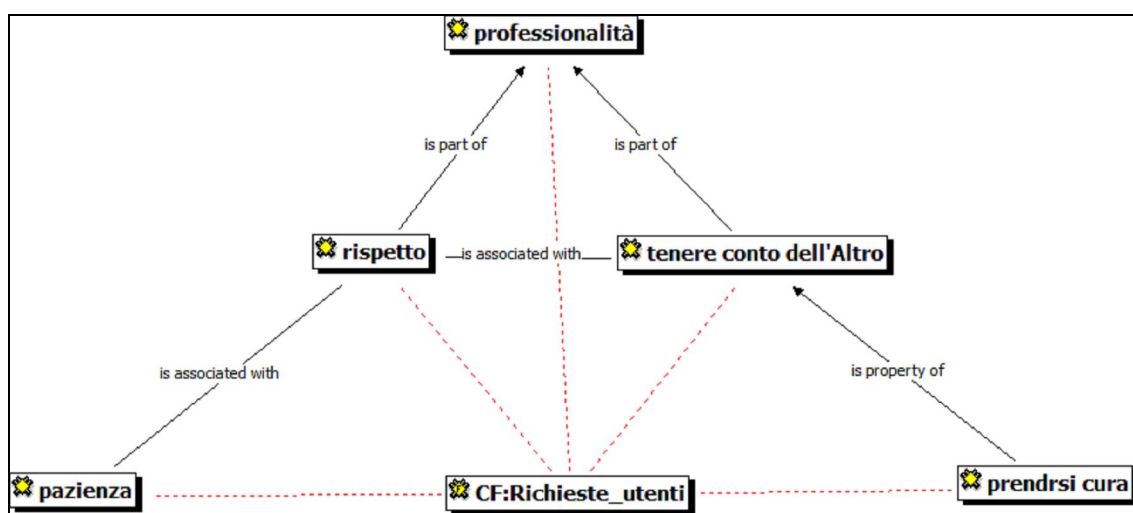 professionalità
is part of
is part of
rispetto
is associated with
tenere conto dell'Altro
is associated with
is property of
pazienza
CF:Richieste_utenti
prendrsi cura